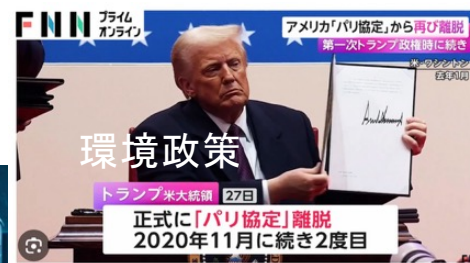 FNN プライム
オンライン
アメリカ「パリ協定」から再び離脱
第一次トランプ政権時に続き
米・ワシントン
去年1月
環境政策
トランプ米大統領 27日
正式に「パリ協定」離脱
2020年11月に続き2度目